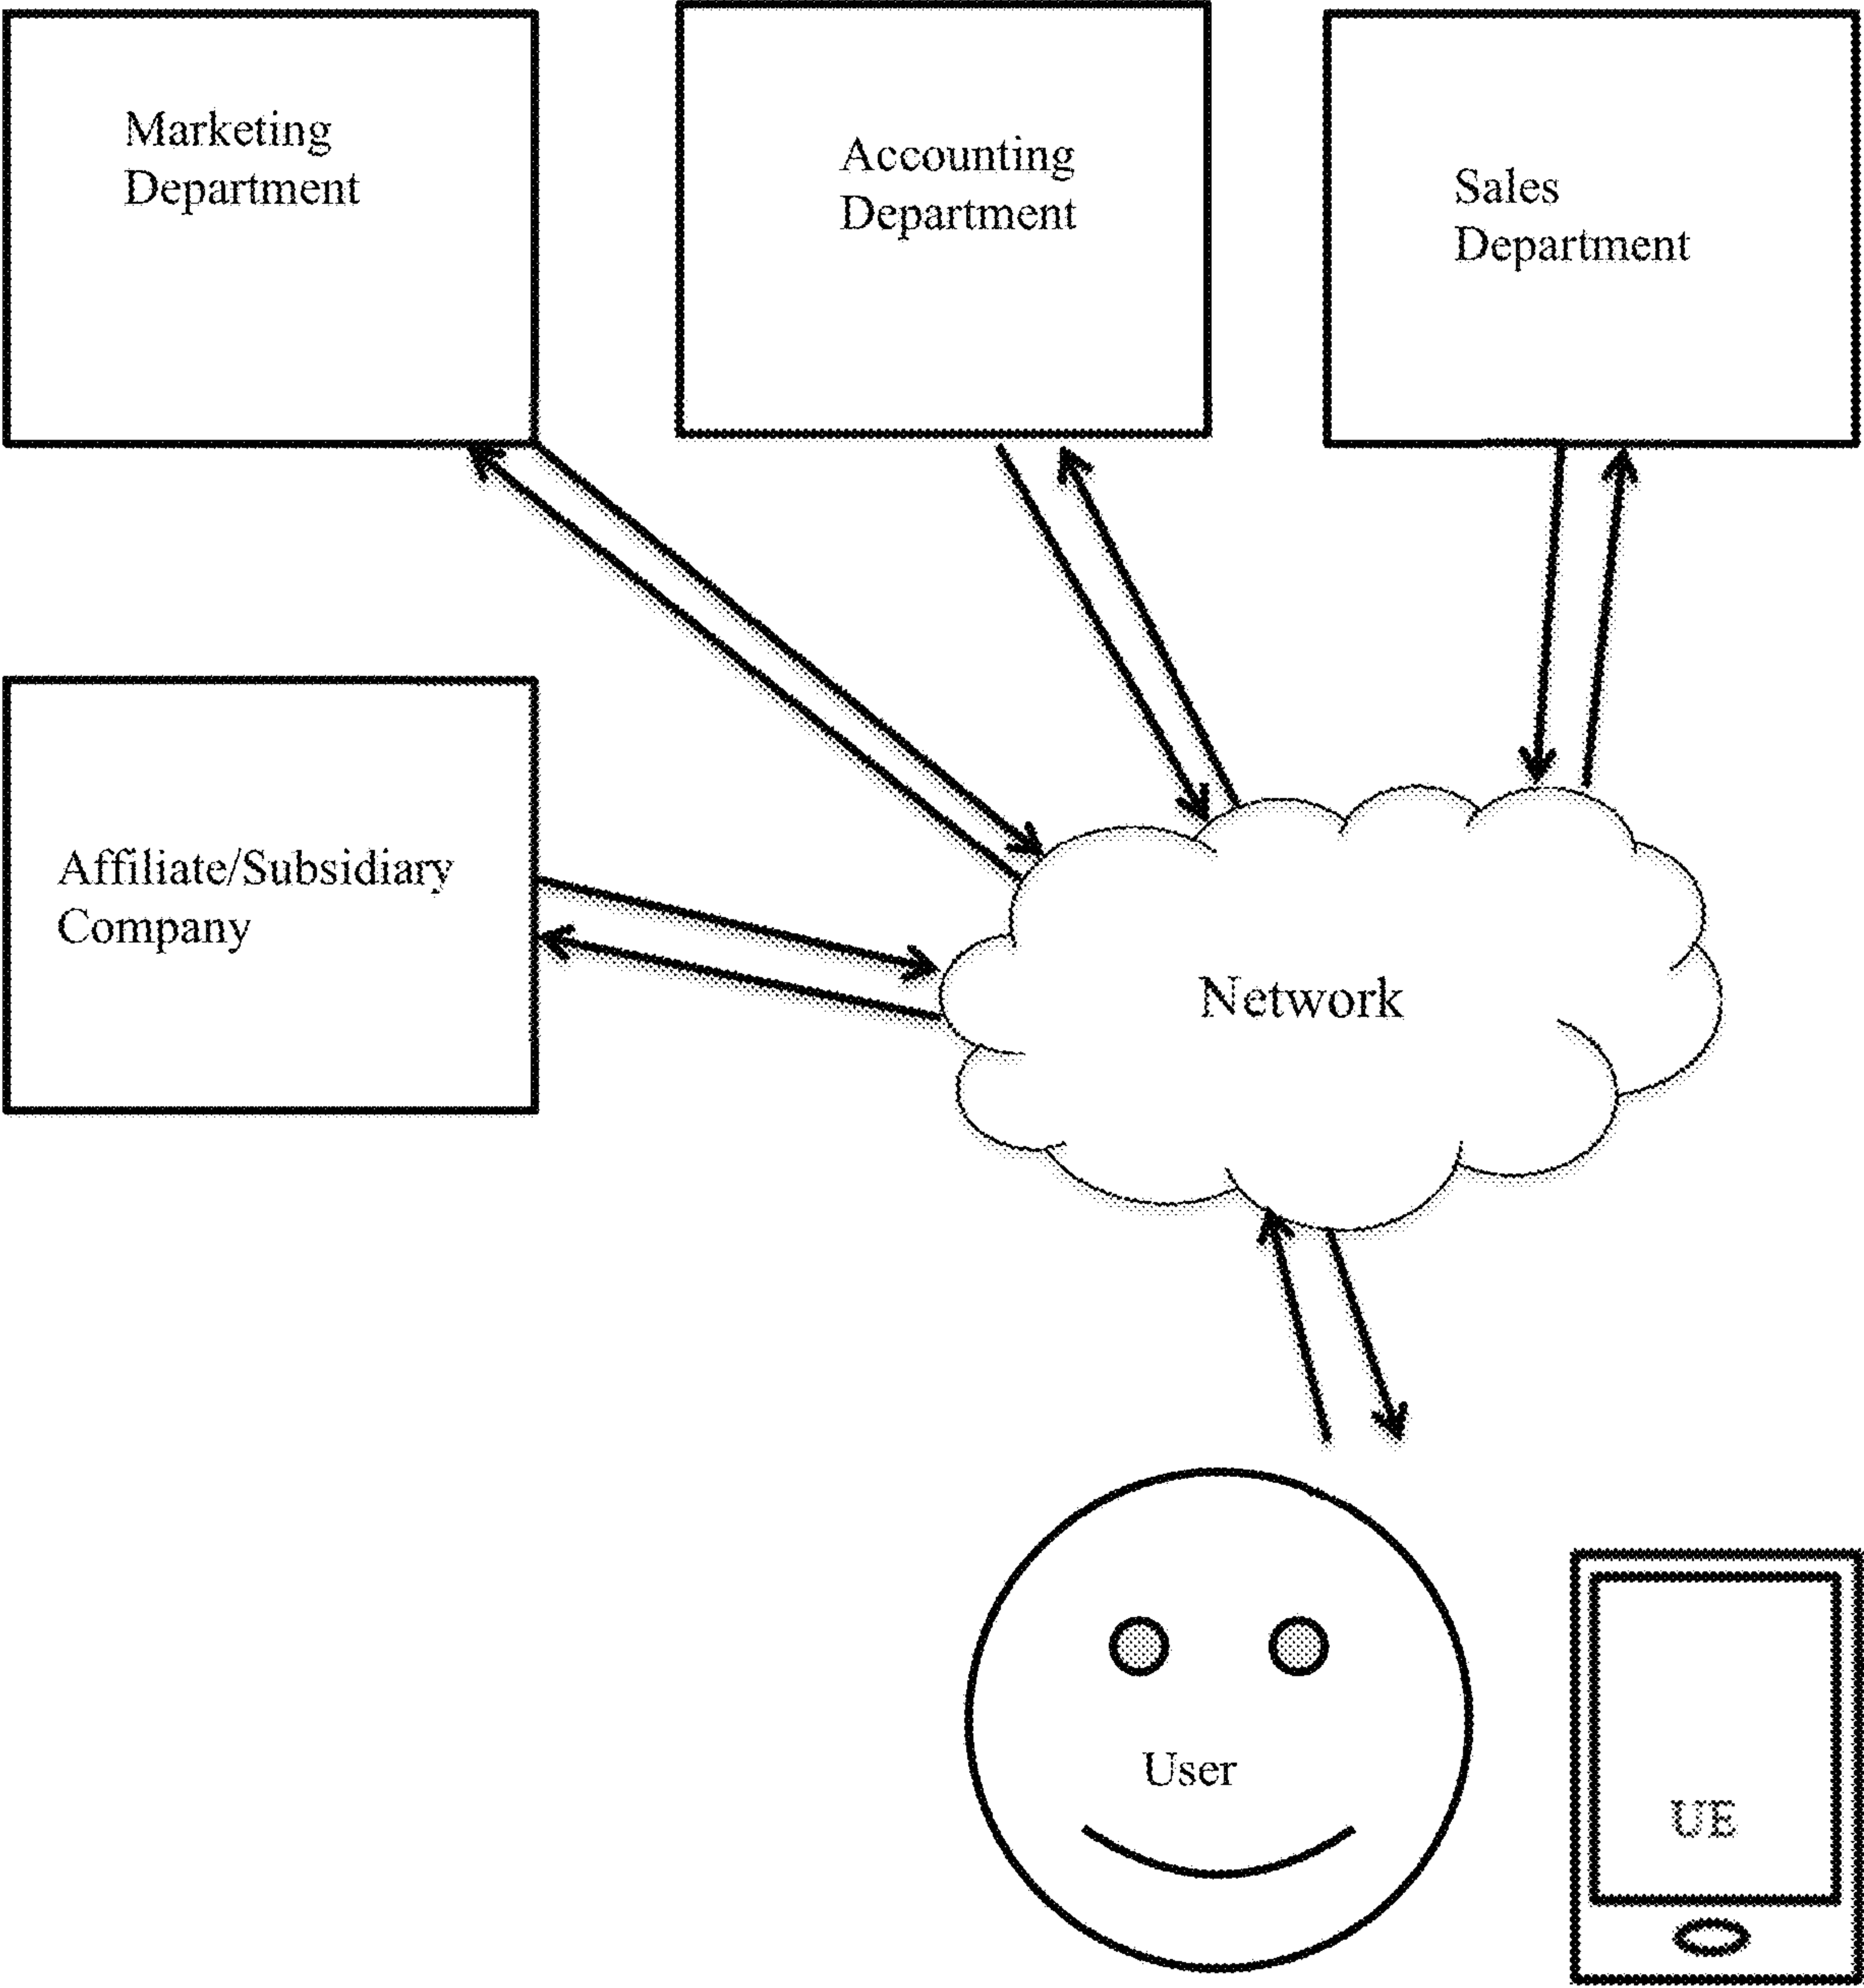 Marketing
Department
Accounting
Department
Sales
Department
Affiliate/Subsidiary
Company
Network
User
UE